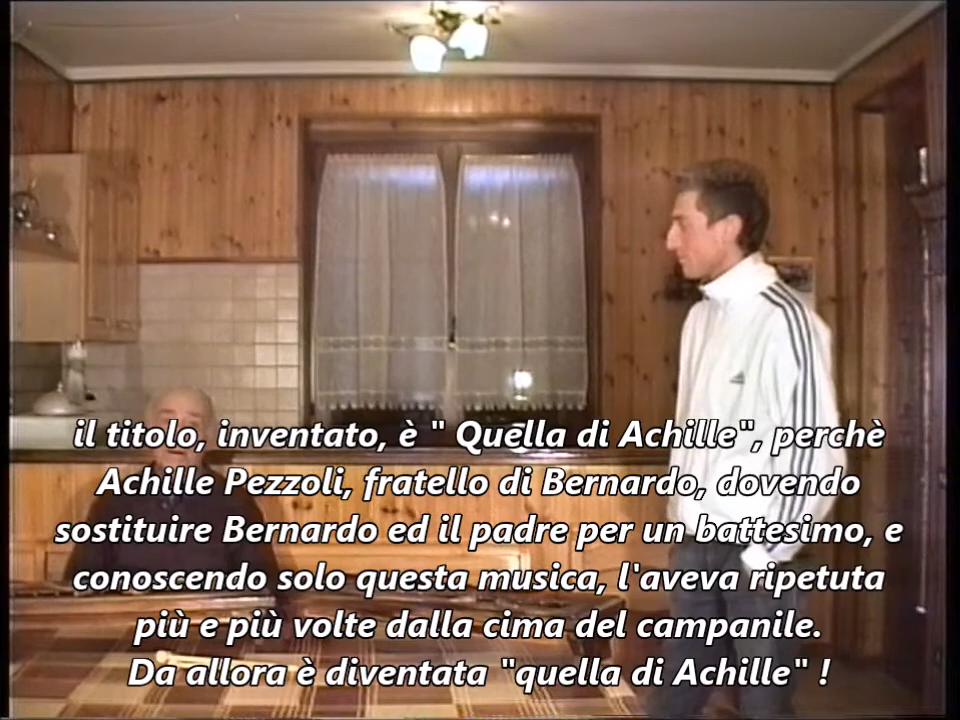 il titolo, inventato, è " Quella di Achille", perchè
Achille Pezzoli, fratello di Bernardo, dovendo
sostituire Bernardo ed il padre per un battesimo, e
conoscendo solo questa musica, l'aveva ripetuta
più e più volte dalla cima del campanile.
Da allora è diventata "quella di Achille" !